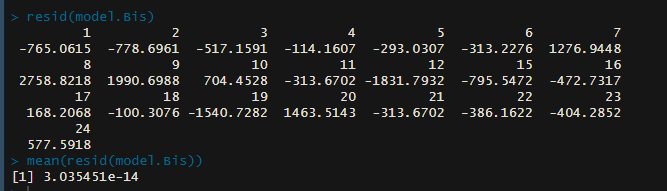 > resid(model.Bis)
1 2 3 4 5 6 7
-765.0615 -778.6961 -517.1591 -114.1607 -293.0307 -313.2276 1276.9448
8 9 10 11 12 15 16
2758.8218 1990.6988 704.4528 -313.6702 -1831.7932 -795.5472 -472.7317
17 18 19 20 21 22 23
168.2068 -100.3076 -1540.7282 1463.5143 -313.6702 -386.1622 -404.2852
24
577.5918
> mean(resid(model.Bis))
[1] 3.035451e-14